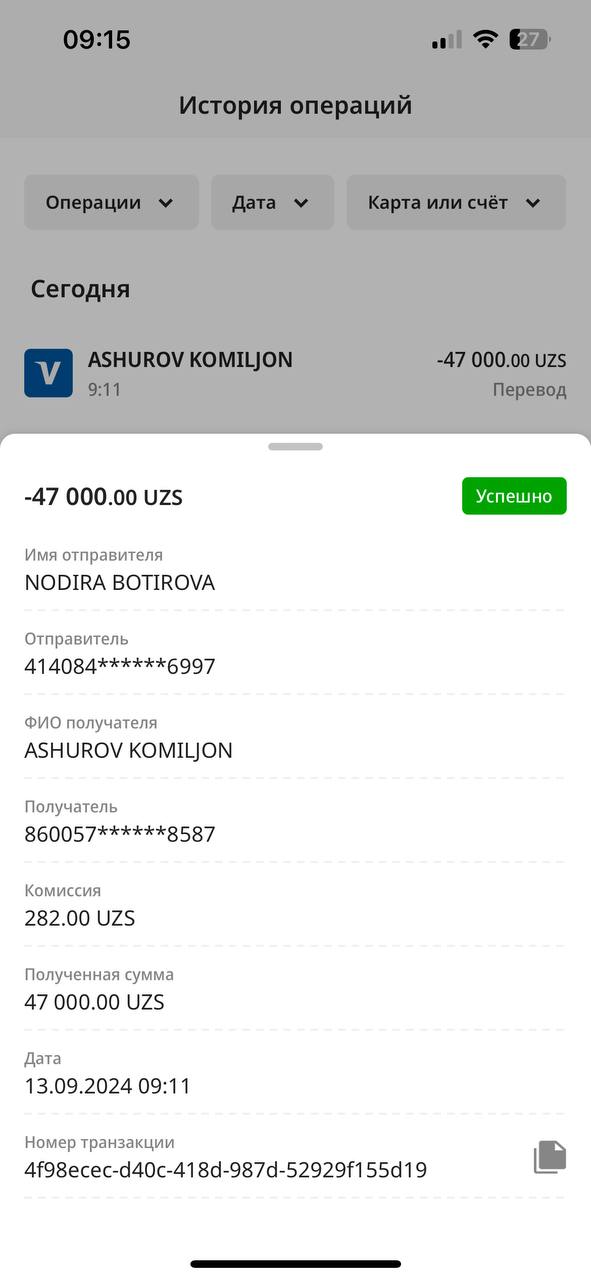 09:15
27
История операций
Операции
Дата
Карта или счёт
Сегодня
V
ASHUROV KOMILJON
-47 000.00 UZS
9:11
Перевод
-47 000.00 UZS
Успешно
Имя отправителя
NODIRA BOTIROVA
Отправитель
414084******6997
ФИО получателя
ASHUROV KOMILJON
Получатель
860057******8587
Комиссия
282.00 UZS
Полученная сумма
47 000.00 UZS
Дата
13.09.2024 09:11
Номер транзакции
4f98ecec-d40c-418d-987d-52929f155d19